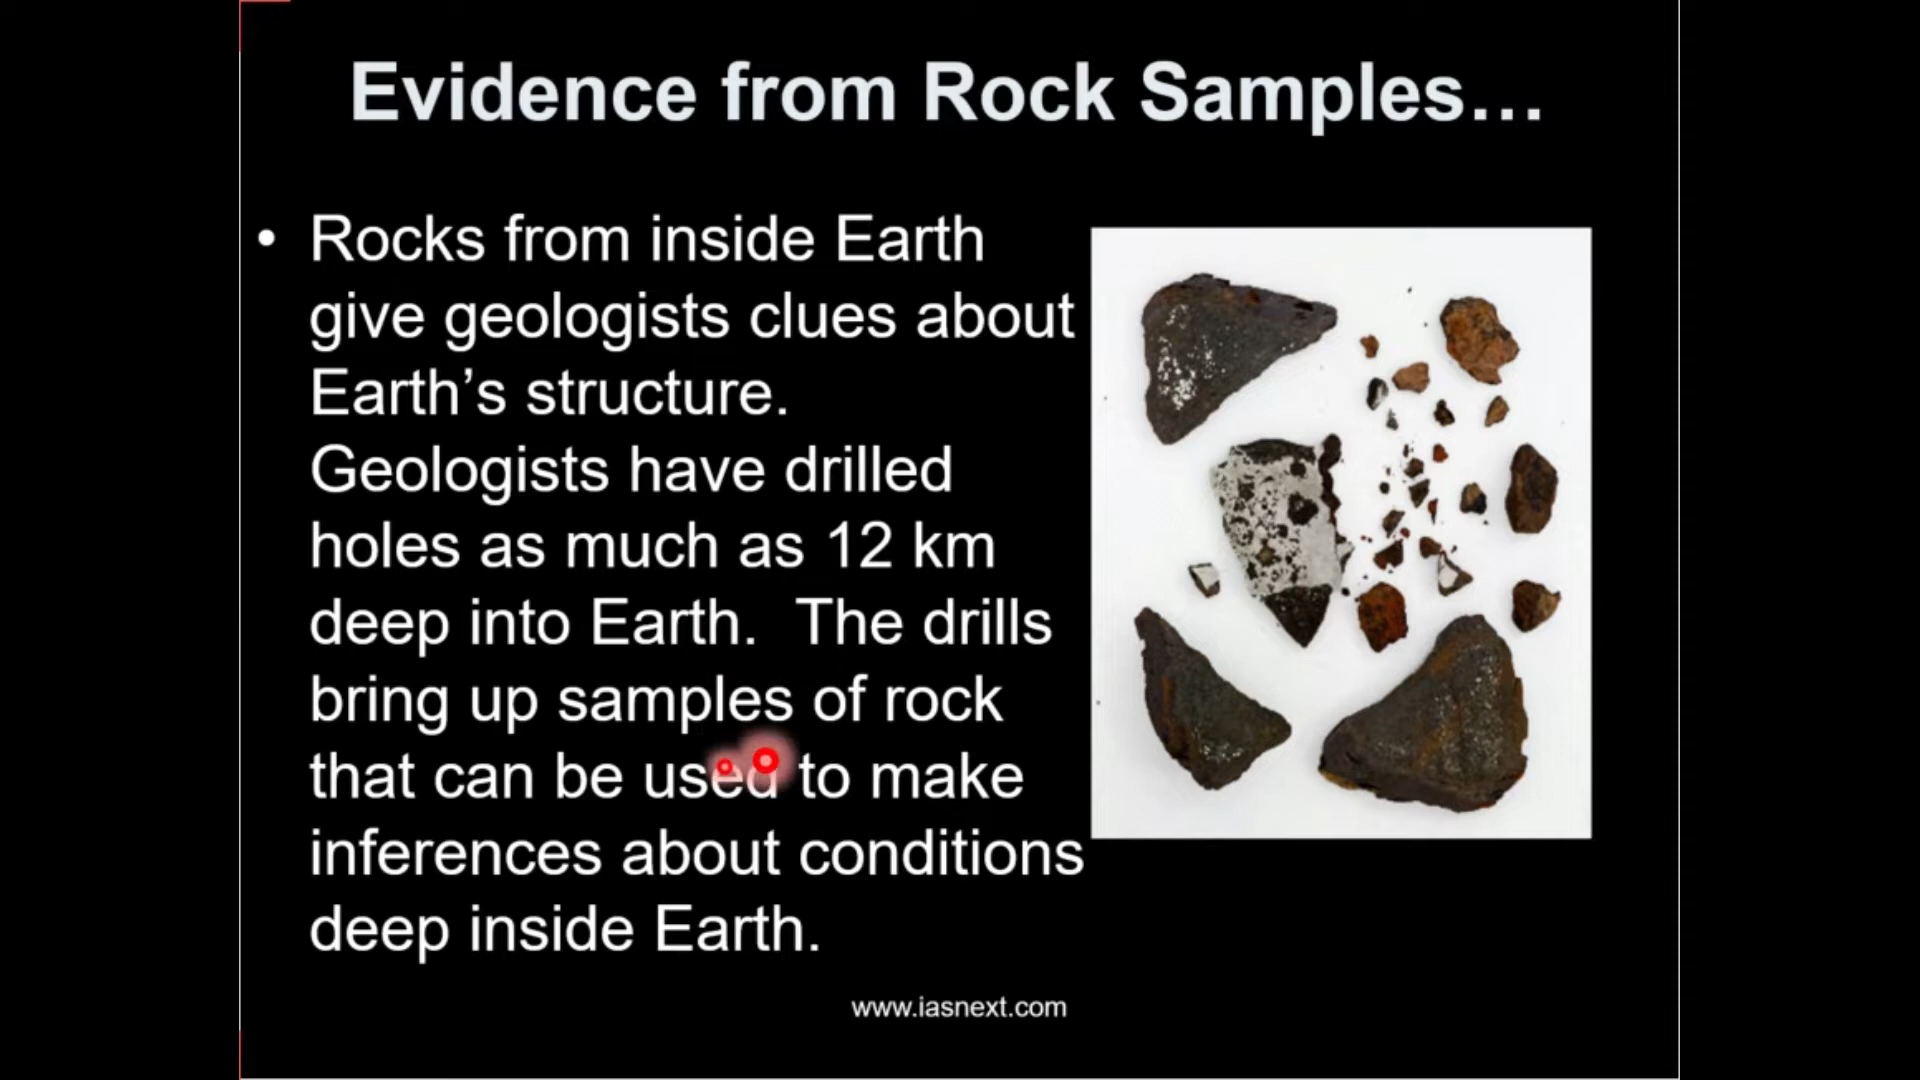 Evidence from Rock Samples…
• Rocks from inside Earth
give geologists clues about
Earth’s structure.
Geologists have drilled
holes as much as 12 km
deep into Earth.  The drills
bring up samples of rock
that can be used to make
inferences about conditions
deep inside Earth.
www.iasnext.com